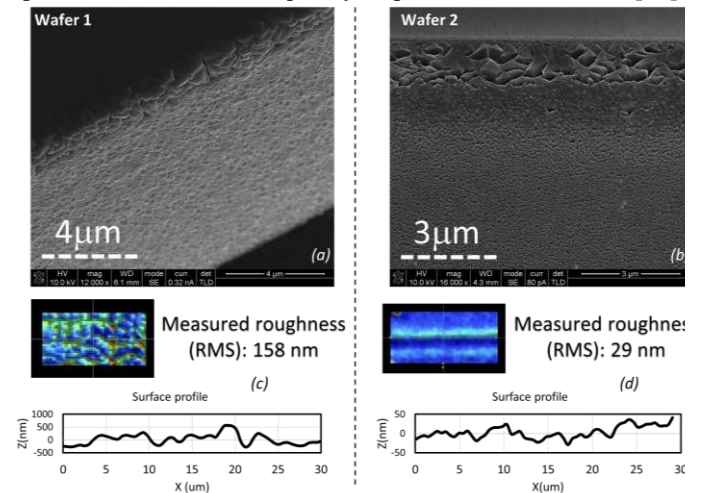 Wafer 1
4µm
(a)
HV mag WD mode curr det
10.0 kV 12 000 x 6.1 mm SE 0.32 nA TLD
4 µm
Measured roughness
(RMS): 158 nm
(c)
Surface profile
Z(nm)
1000
500
0
-500
0 5 10 15 20 25 30
X (um)
Wafer 2
3µm
(b
HV mag WD mode curr det
10.0 kV 16 000 x 4.3 mm SE 80 pA TLD
3 µm
Measured roughnes
(RMS): 29 nm
(d)
Surface profile
Z(nm)
50
0
-50
0 5 10 15 20 25 30
X(um)